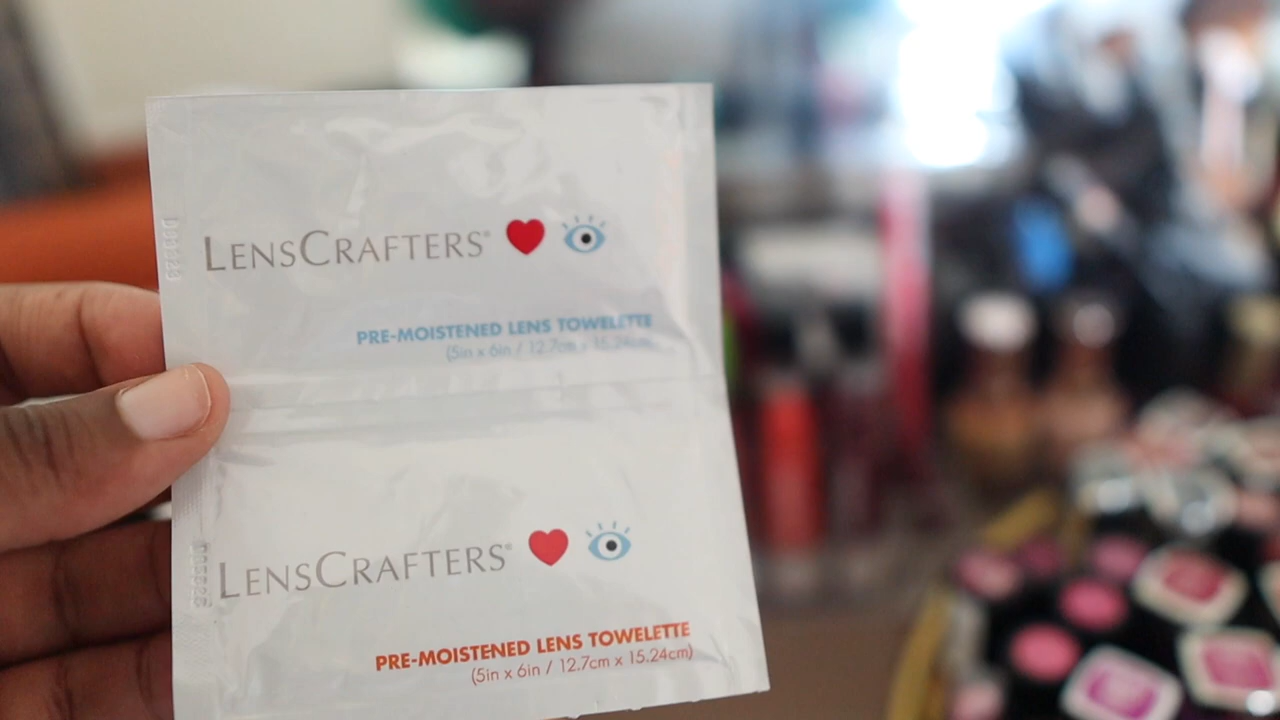 LENSCRAFTERS®
PRE-MOISTENED LENS TOWELETTE
(5in x 6in / 12.7cm x 15.24cm)
LENSCRAFTERS®
PRE-MOISTENED LENS TOWELETTE
(5in x 6in / 12.7cm x 15.24cm)